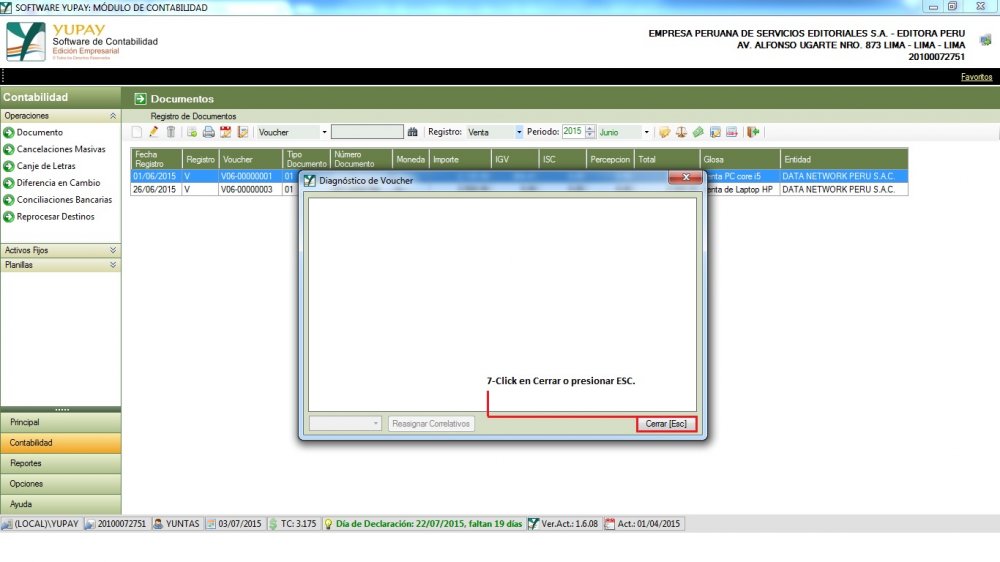 SOFTWARE YUPAY: MÓDULO DE CONTABILIDAD
YUPAY
Software de Contabilidad
Edición Empresarial
EMPRESA PERUANA DE SERVICIOS EDITORIALES S.A. - EDITORA PERU
AV. ALFONSO UGARTE NRO. 873 LIMA - LIMA - LIMA
20100072751
Favoritos
Contabilidad
Documentos
Operaciones
Registro de Documentos
Documento
Voucher
Registro: Venta
Periodo: 2015 Junio
Cancelaciones Masivas
Canje de Letras
Diferencia en Cambio
Conciliaciones Bancarias
Reprocesar Destinos
Fecha Registro
Registro
Voucher
Tipo Documento
Número Documento
Moneda
Importe
IGV
ISC
Percepcion
Total
Glosa
Entidad
01/06/2015 V V06-00000001 01 enta PC core i5 DATA NETWORK PERU S.A.C.
26/06/2015 V V06-00000003 01 enta de Laptop HP DATA NETWORK PERU S.A.C.
Diagnóstico de Voucher
Activos Fijos
Planillas
7-Click en Cerrar o presionar ESC.
Reasignar Correlativos
Cerrar [Esc]
Principal
Contabilidad
Reportes
Opciones
Ayuda
(LOCAL)\YUPAY 20100072751 YUNTAS 03/07/2015 TC: 3.175 Día de Declaración: 22/07/2015, faltan 19 días Ver.Act.: 1.6.08 Act.: 01/04/2015